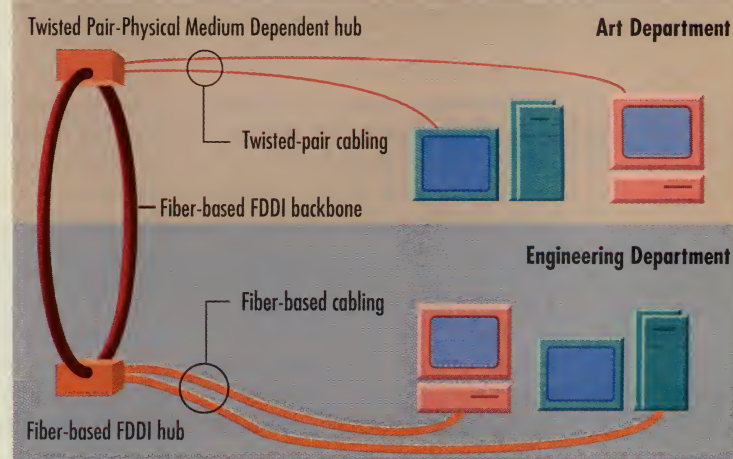 Twisted Pair-Physical Medium Dependent hub
Art Department
Twisted-pair cabling
Fiber-based FDDI backbone
Engineering Department
Fiber-based cabling
Fiber-based FDDI hub